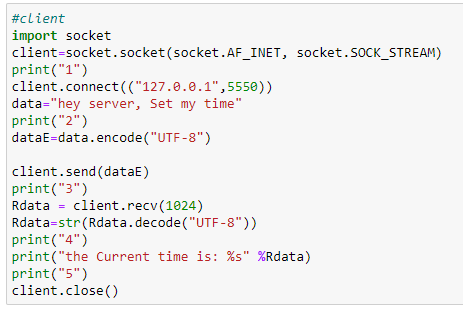 #client
import socket
client=socket.socket(socket.AF_INET, socket.SOCK_STREAM)
print("1")
client.connect(("127.0.0.1",5550))
data="hey server, Set my time"
print("2")
dataE=data.encode("UTF-8")
client.send(dataE)
print("3")
Rdata = client.recv(1024)
Rdata=str(Rdata.decode("UTF-8"))
print("4")
print("the Current time is: %s" %Rdata)
print("5")
client.close()